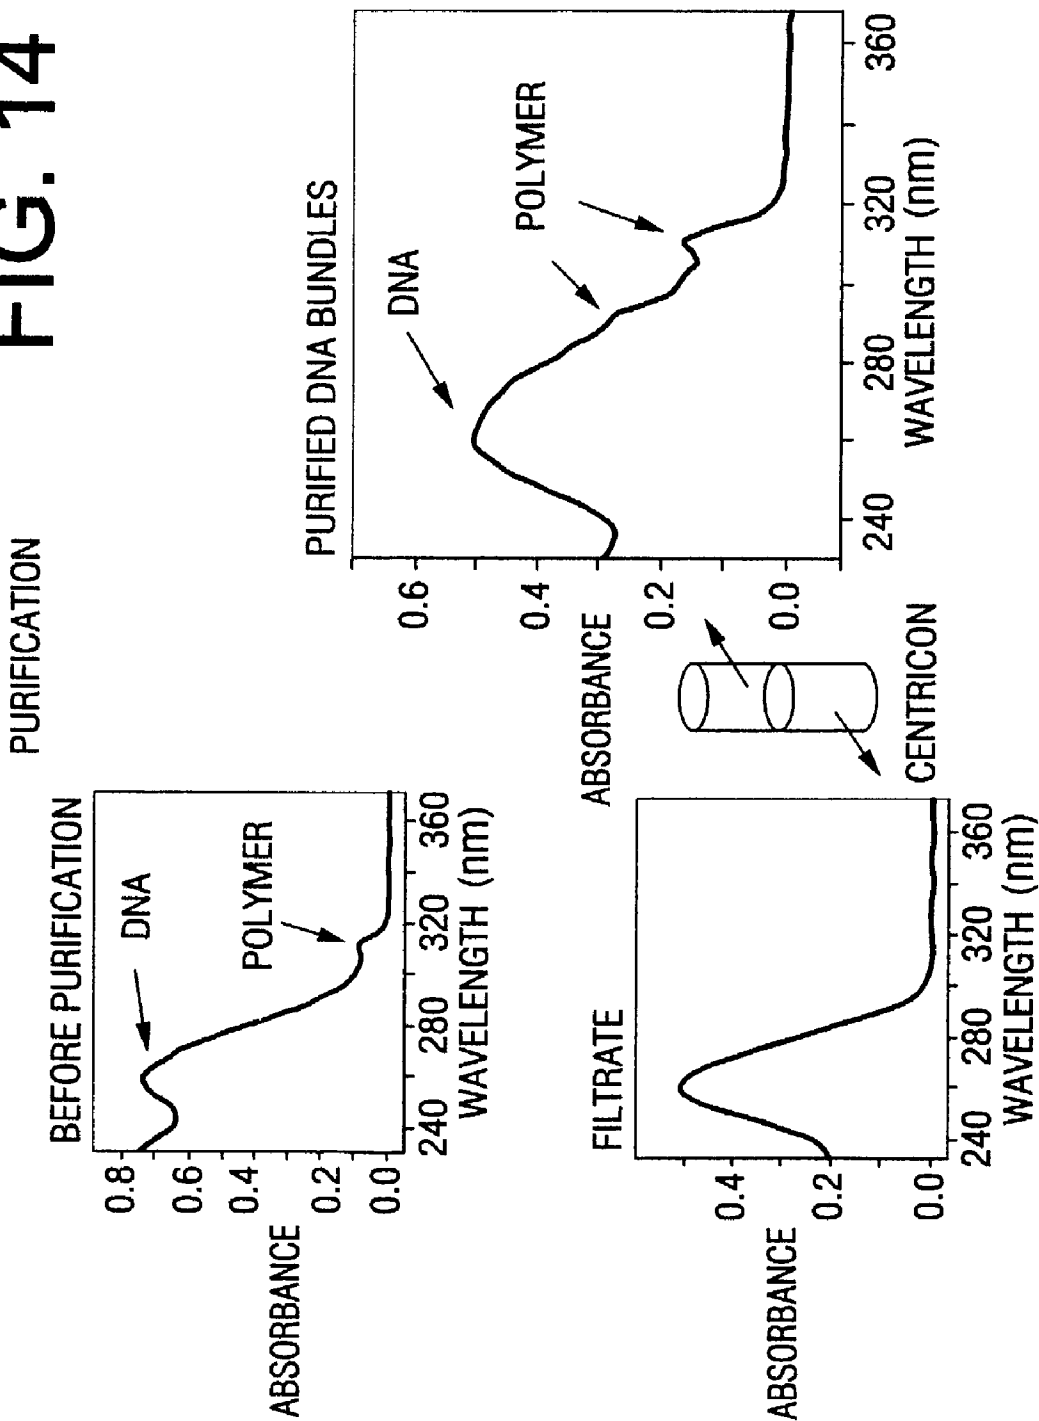 FIG. 14
PURIFICATION
BEFORE PURIFICATION
DNA
POLYMER
0.8
0.6
0.4
0.2
0.0
ABSORBANCE
240 280 320 360
WAVELENGTH (nm)
PURIFIED DNA BUNDLES
DNA
POLYMER
0.6
0.4
0.2
0.0
ABSORBANCE
240 280 320 360
WAVELENGTH (nm)
FILTRATE
0.4
0.2
0.0
ABSORBANCE
240 280 320 360
WAVELENGTH (nm)
CENTRICON